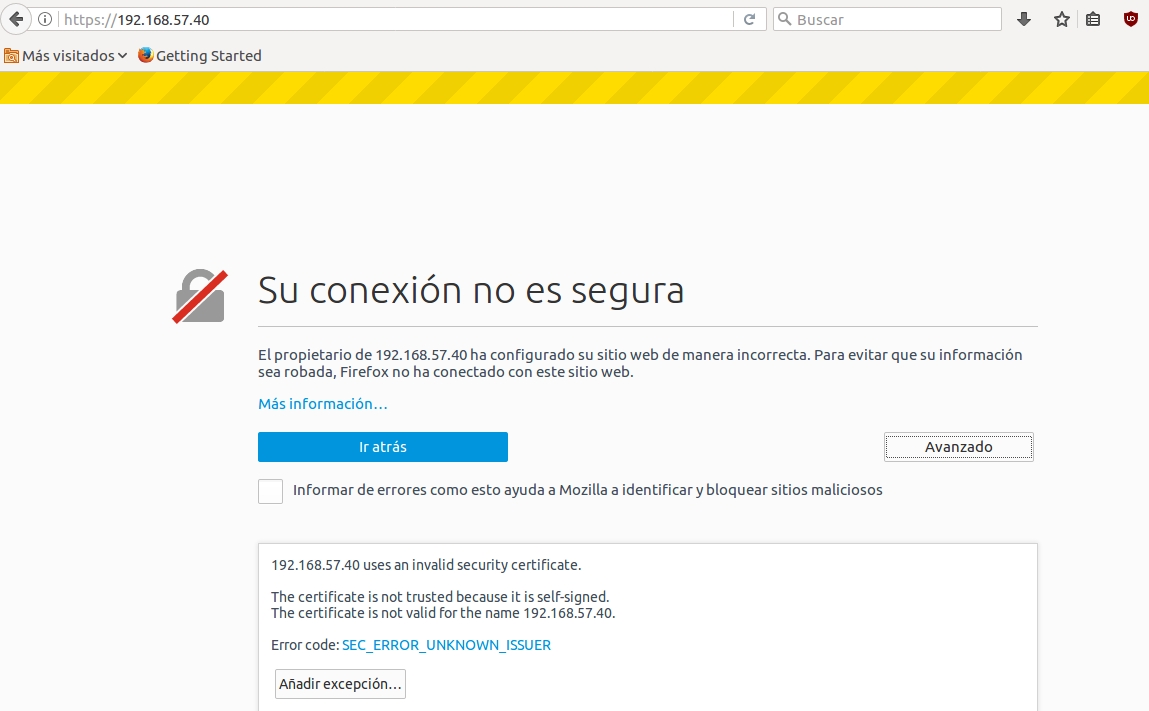 https://192.168.57.40
Buscar
Más visitados
Getting Started
Su conexión no es segura
El propietario de 192.168.57.40 ha configurado su sitio web de manera incorrecta. Para evitar que su información
sea robada, Firefox no ha conectado con este sitio web.
Más información…
Ir atrás
Avanzado
Informar de errores como esto ayuda a Mozilla a identificar y bloquear sitios maliciosos
192.168.57.40 uses an invalid security certificate.
The certificate is not trusted because it is self-signed.
The certificate is not valid for the name 192.168.57.40.
Error code: SEC_ERROR_UNKNOWN_ISSUER
Añadir excepción…